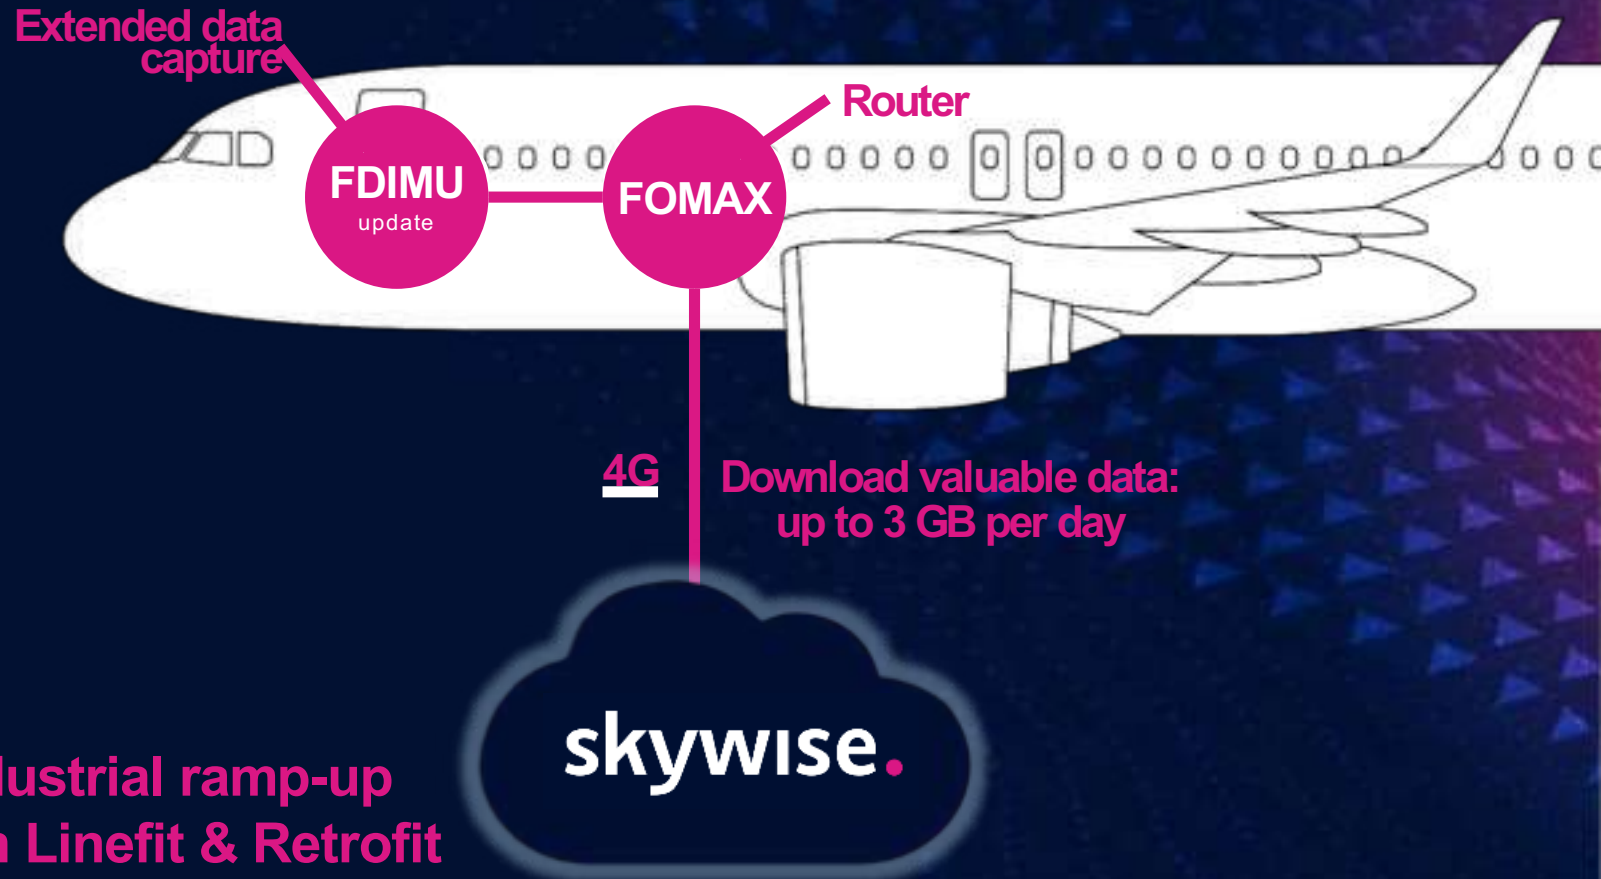 Extended data
capture
Router
FDIMU
update
FOMAX
4G
Download valuable data:
up to 3 GB per day
skywise.
ramp-up
Linefit & Retrofit